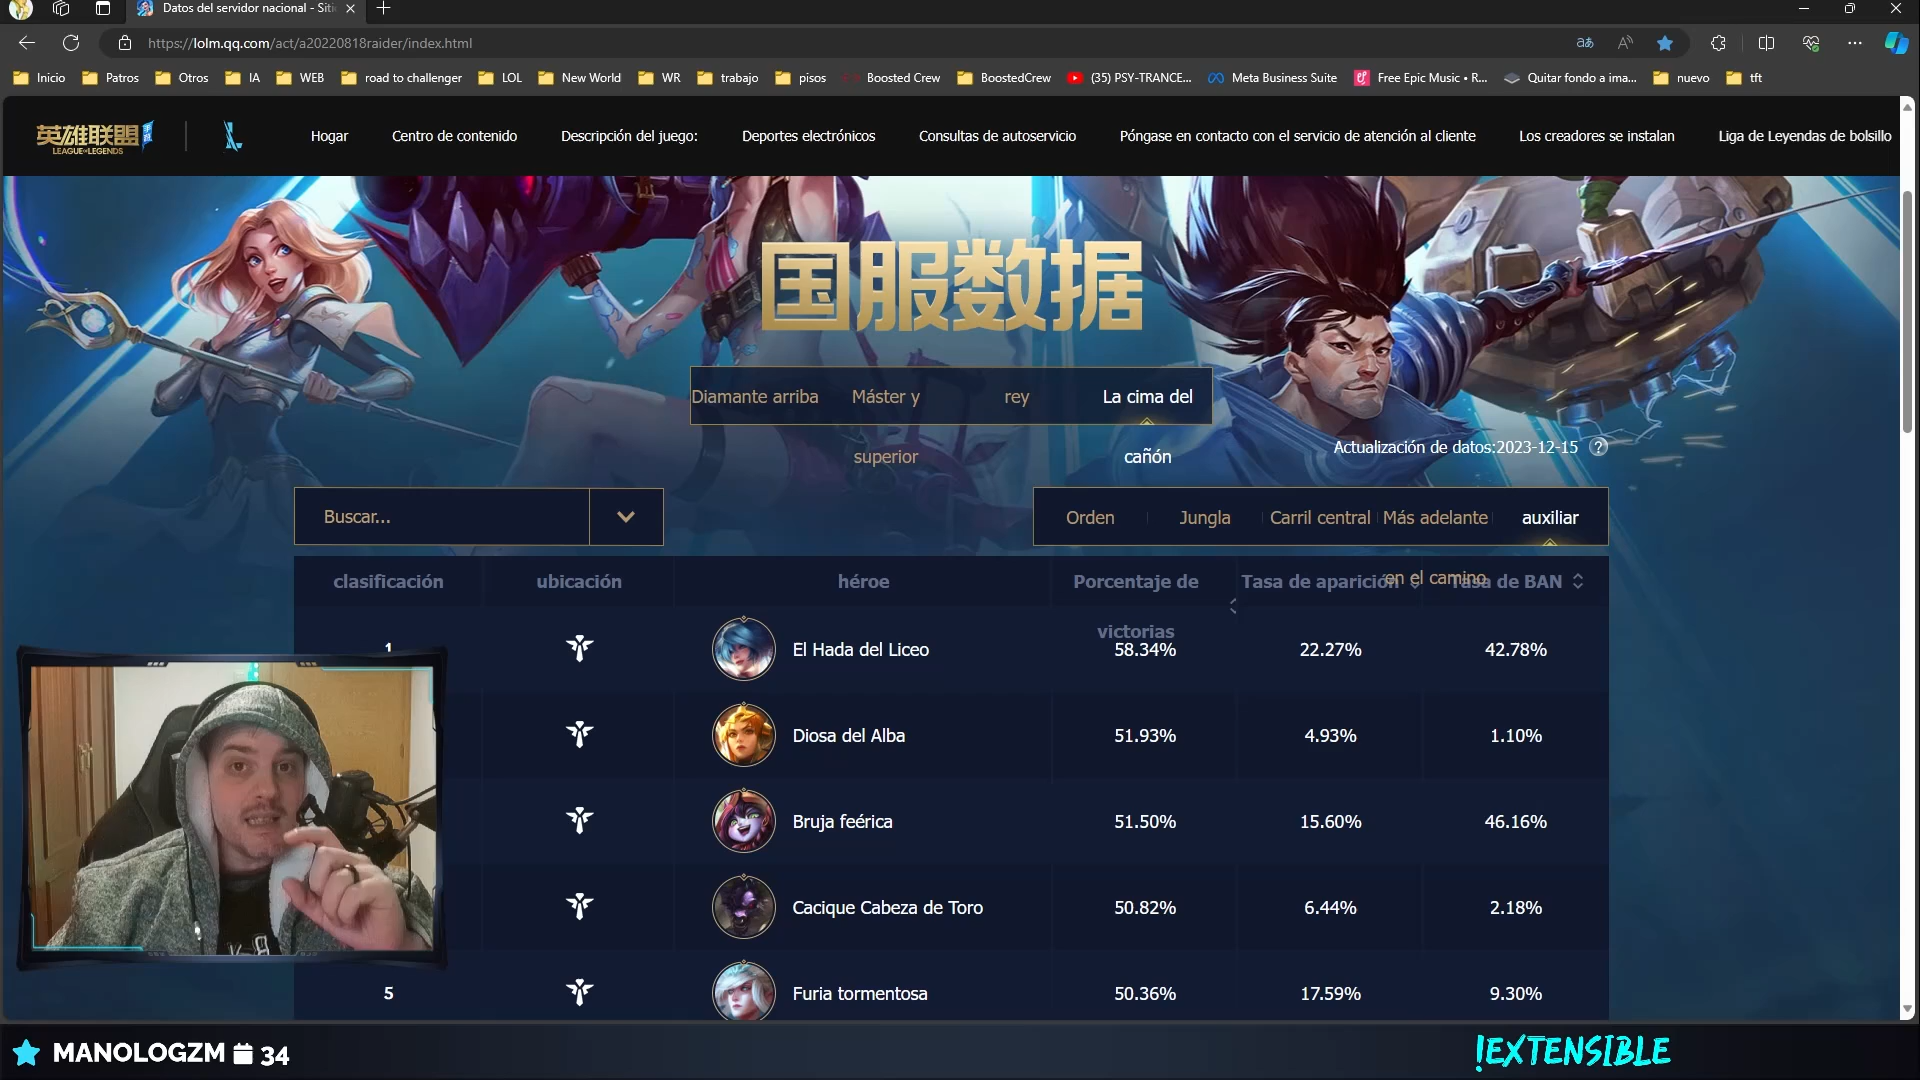 Datos del servidor nacional - Siti
https://lolm.qq.com/act/a20220818raider/index.html
Inicio Patros Otros IA WEB road to challenger LOL New World WR trabajo pisos Boosted Crew BoostedCrew (35) PSY-TRANCE... Meta Business Suite Free Epic Music • R... Quitar fondo a ima... nuevo tft
英雄联盟 手游
LEAGUE OF LEGENDS
Hogar Centro de contenido Descripción del juego: Deportes electrónicos Consultas de autoservicio Póngase en contacto con el servicio de atención al cliente Los creadores se instalan Liga de Leyendas de bolsillo
国服数据
Diamante arriba Máster y rey La cima del
superior cañón
Actualización de datos:2023-12-15 ?
Buscar...
Orden Jungla Carril central Más adelante auxiliar
en el camino
clasificación ubicación héroe Porcentaje de Tasa de aparición Tasa de BAN
victorias
1 El Hada del Liceo 58.34% 22.27% 42.78%
Diosa del Alba 51.93% 4.93% 1.10%
Bruja feérica 51.50% 15.60% 46.16%
Cacique Cabeza de Toro 50.82% 6.44% 2.18%
5 Furia tormentosa 50.36% 17.59% 9.30%
MANOLOGZM 34
!EXTENSIBLE